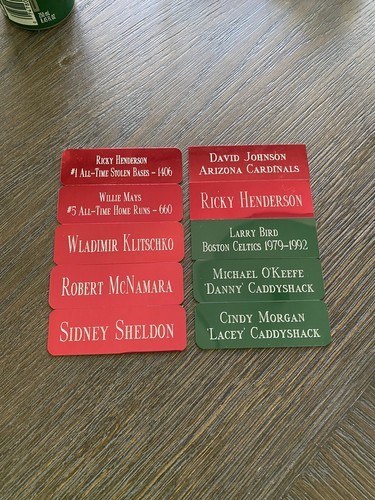 RICKY HENDERSON
#1 ALL-TIME STOLEN BASES – 1406
WILLIE MAYS
#5 ALL-TIME HOME RUNS – 660
WLADIMIR KLITSCHKO
ROBERT MCNAMARA
SIDNEY SHELDON
DAVID JOHNSON
ARIZONA CARDINALS
RICKY HENDERSON
LARRY BIRD
BOSTON CELTICS 1979–1992
MICHAEL O'KEEFE
'DANNY' CADDYSHACK
CINDY MORGAN
'LACEY' CADDYSHACK